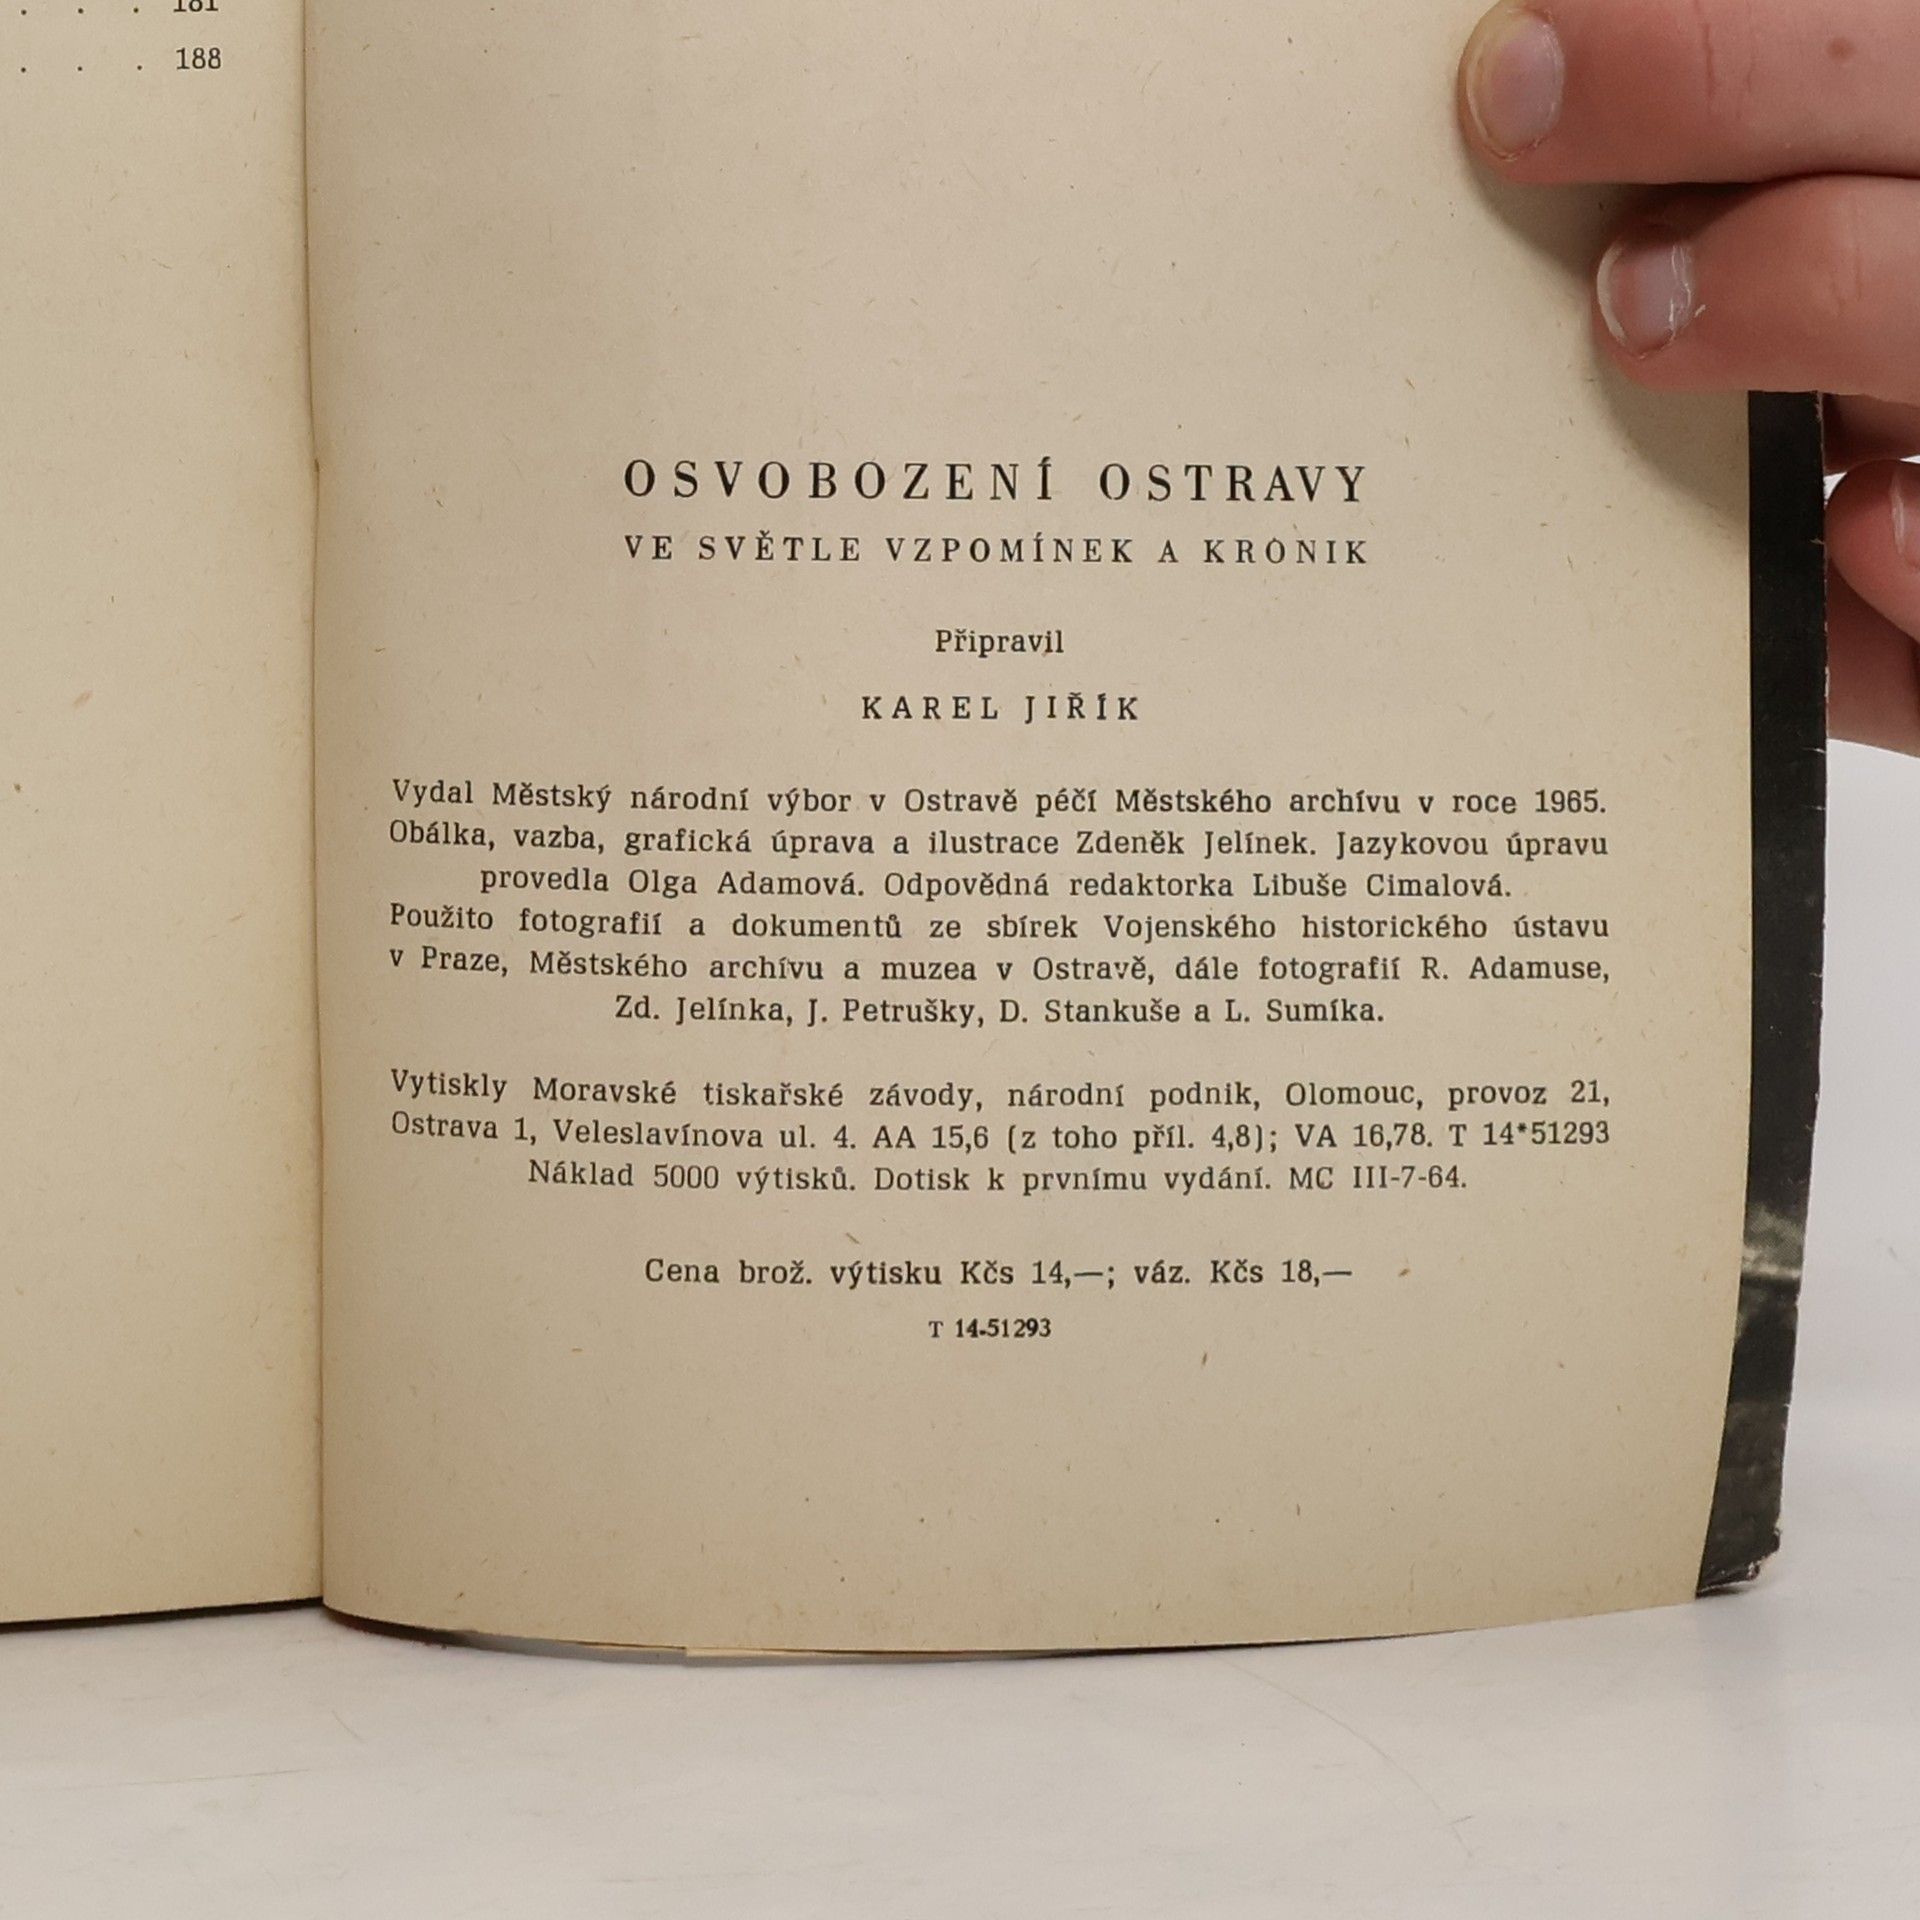 . . . 181
. . . 188
OSVOBOZENÍ OSTRAVY
VE SVĚTLE VZPOMÍNEK A KRONIK
Připravil
KAREL JIŘÍK
Vydal Městský národní výbor v Ostravě péčí Městského archívu v roce 1965.
Obálka, vazba, grafická úprava a ilustrace Zdeněk Jelínek. Jazykovou úpravu
provedla Olga Adamová. Odpovědná redaktorka Libuše Cimalová.
Použito fotografií a dokumentů ze sbírek Vojenského historického ústavu
v Praze, Městského archívu a muzea v Ostravě, dále fotografií R. Adamuse,
Zd. Jelínka, J. Petrušky, D. Stankuše a L. Sumíka.
Vytiskly Moravské tiskařské závody, národní podnik, Olomouc, provoz 21,
Ostrava 1, Veleslavínova ul. 4. AA 15,6 (z toho příl. 4,8); VA 16,78. T 14*51293
Náklad 5000 výtisků. Dotisk k prvnímu vydání. MC III-7-64.
Cena brož. výtisku Kčs 14,—; váz. Kčs 18,—
T 14-51293